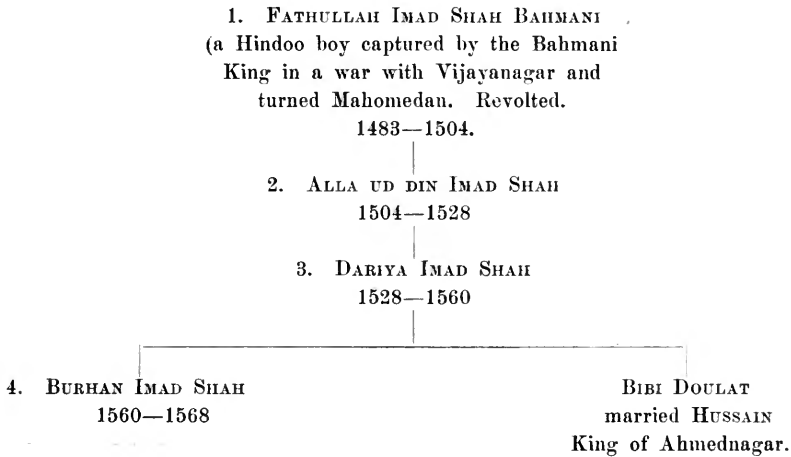 1. FATHULLAH IMAD SHAH BAHMANI
(a Hindoo boy captured by the Bahmani
King in a war with Vijayanagar and
turned Mahomedan. Revolted.
1483—1504.
2. ALLA UD DIN IMAD SHAH
1504—1528
3. DARIYA IMAD SHAH
1528—1560
4. BURHAN IMAD SHAH
1560—1568
BIBI DOULAT
married HUSSAIN
King of Ahmednagar.